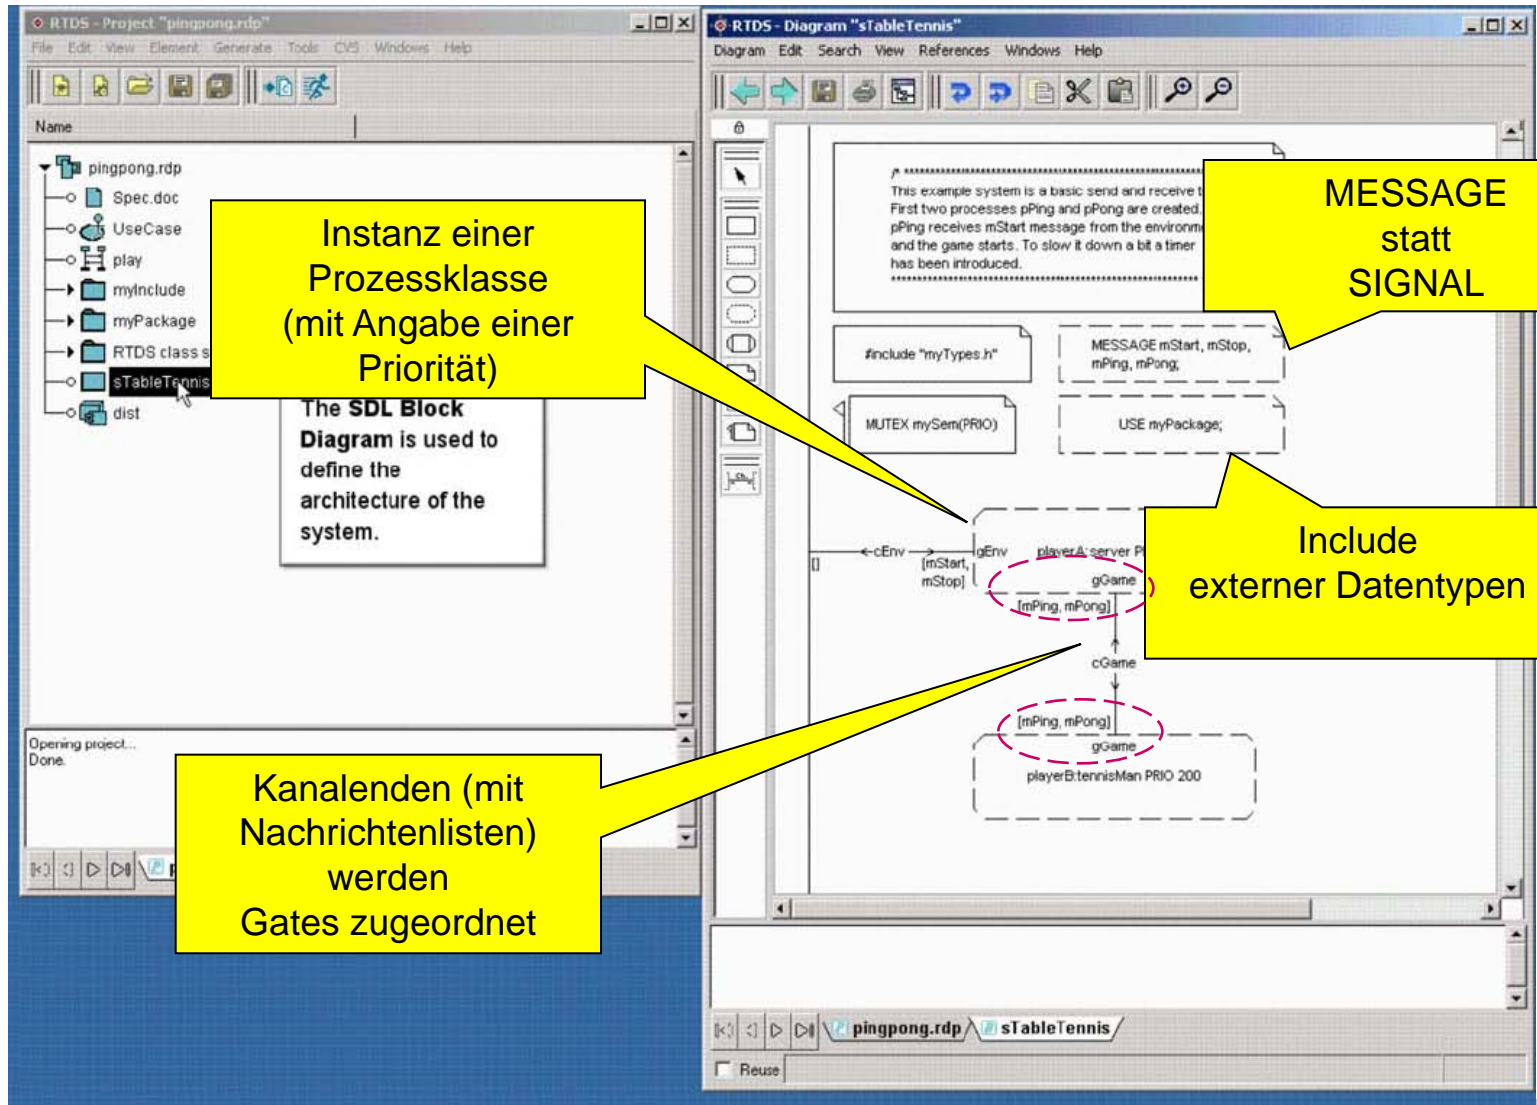 RTDS - Project "pingpong.rdp"
File Edit View Element Generate Tools CVS Windows Help
Name
pingpong.rdp
Spec.doc
UseCase
play
myInclude
myPackage
RTDS class s
sTableTennis
dist
Instanz einer
Prozessklasse
(mit Angabe einer
Priorität)
The SDL Block
Diagram is used to
define the
architecture of the
system.
Opening project...
Done.
Kanalenden (mit
Nachrichtenlisten)
werden
Gates zugeordnet
RTDS - Diagram "sTableTennis"
Diagram Edit Search View References Windows Help
/* ************************************************
This example system is a basic send and receive
First two processes pPing and pPong are created.
pPing receives mStart message from the
and the game starts. To slow it down a bit a timer
has been introduced.
MESSAGE
statt
SIGNAL
#include "myTypes.h"
MESSAGE mStart, mStop,
mPing, mPong;
MUTEX mySem(PRIO)
USE myPackage;
Include
externer Datentypen
cEnv
gEnv
playerA:server
[]
[mStart,
mStop]
gGame
[mPing, mPong]
cGame
[mPing, mPong]
gGame
playerB:tennisMan PRIO 200
pingpong.rdp
sTableTennis
Reuse